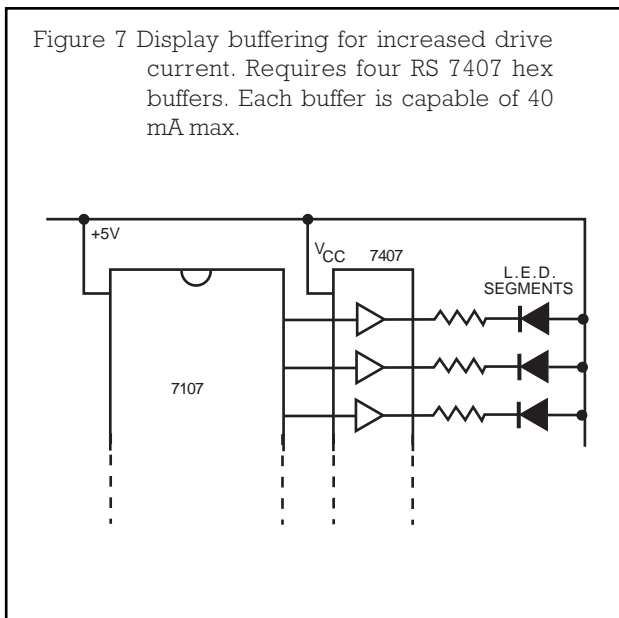 Figure 7 Display buffering for increased drive
current. Requires four RS 7407 hex
buffers. Each buffer is capable of 40
mA max.
+5V
VCC
7407
L.E.D.
SEGMENTS
7107